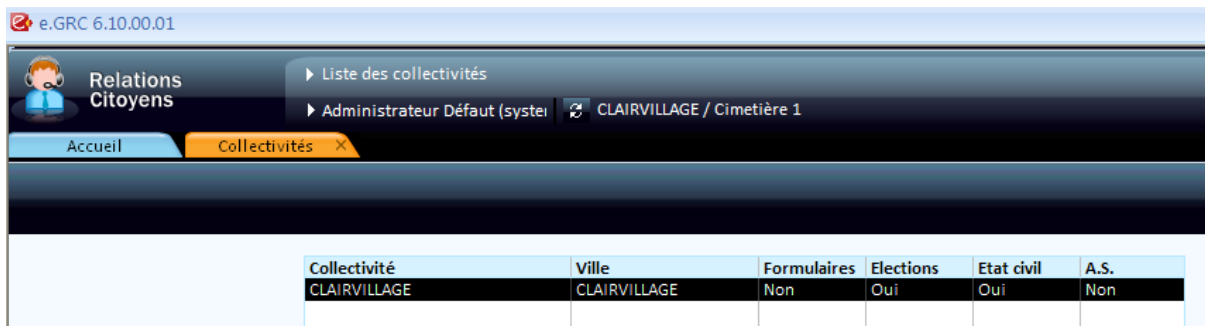 e.GRC 6.10.00.01
Relations
Citoyens
Liste des collectivités
Administrateur Défaut (syster CLAIRVILLAGE / Cimetière 1
Accueil Collectivités
Collectivité Ville Formulaires Elections Etat civil A.S.
CLAIRVILLAGE CLAIRVILLAGE Non Oui Oui Non